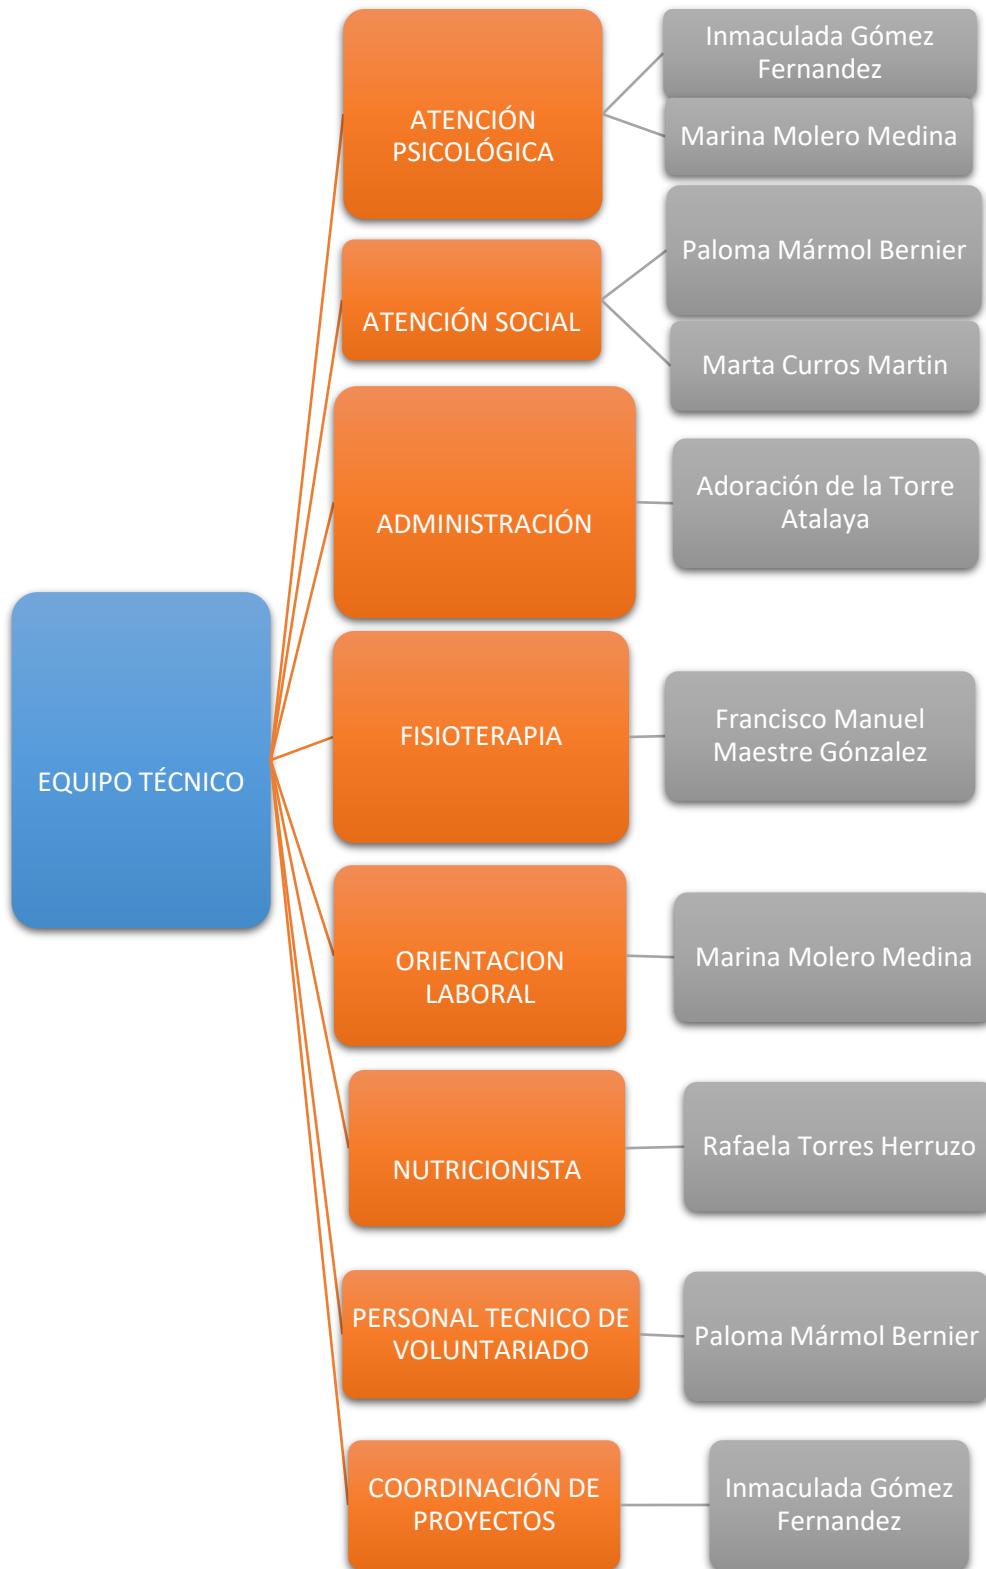 EQUIPO TÉCNICO
ATENCIÓN
PSICOLÓGICA
Inmaculada Gómez
Fernandez
Marina Molero Medina
ATENCIÓN SOCIAL
Paloma Mármol Bernier
Marta Curros Martin
ADMINISTRACIÓN
Adoración de la Torre
Atalaya
FISIOTERAPIA
Francisco Manuel
Maestre Gónzalez
ORIENTACION
LABORAL
Marina Molero Medina
NUTRICIONISTA
Rafaela Torres Herruzo
PERSONAL TECNICO DE
VOLUNTARIADO
Paloma Mármol Bernier
COORDINACIÓN DE
PROYECTOS
Inmaculada Gómez
Fernandez